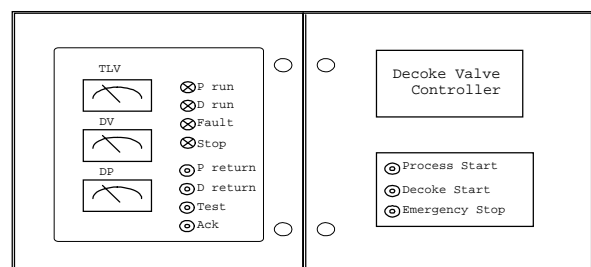 TLV
DV
DP
P run
D run
Fault
Stop
P return
D return
Test
Ack
Decoke Valve
Controller
Process Start
Decoke Start
Emergency Stop